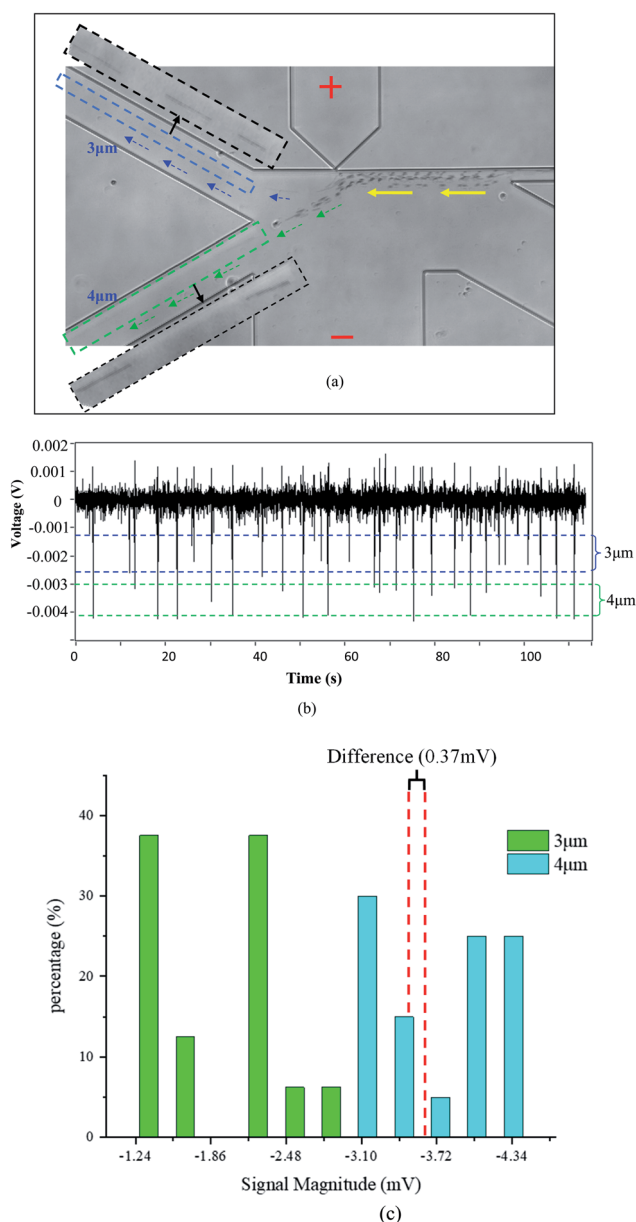 +
3μm
4μm
−
(a)
0.002
0.001
0
-0.001
-0.002
-0.003
-0.004
Voltage (V)
3μm
4μm
0 20 40 60 80 100
Time (s)
(b)
Difference (0.37mV)
40
30
20
10
0
percentage (%)
3μm
4μm
-1.24 -1.86 -2.48 -3.10 -3.72 -4.34
Signal Magnitude (mV)
(c)